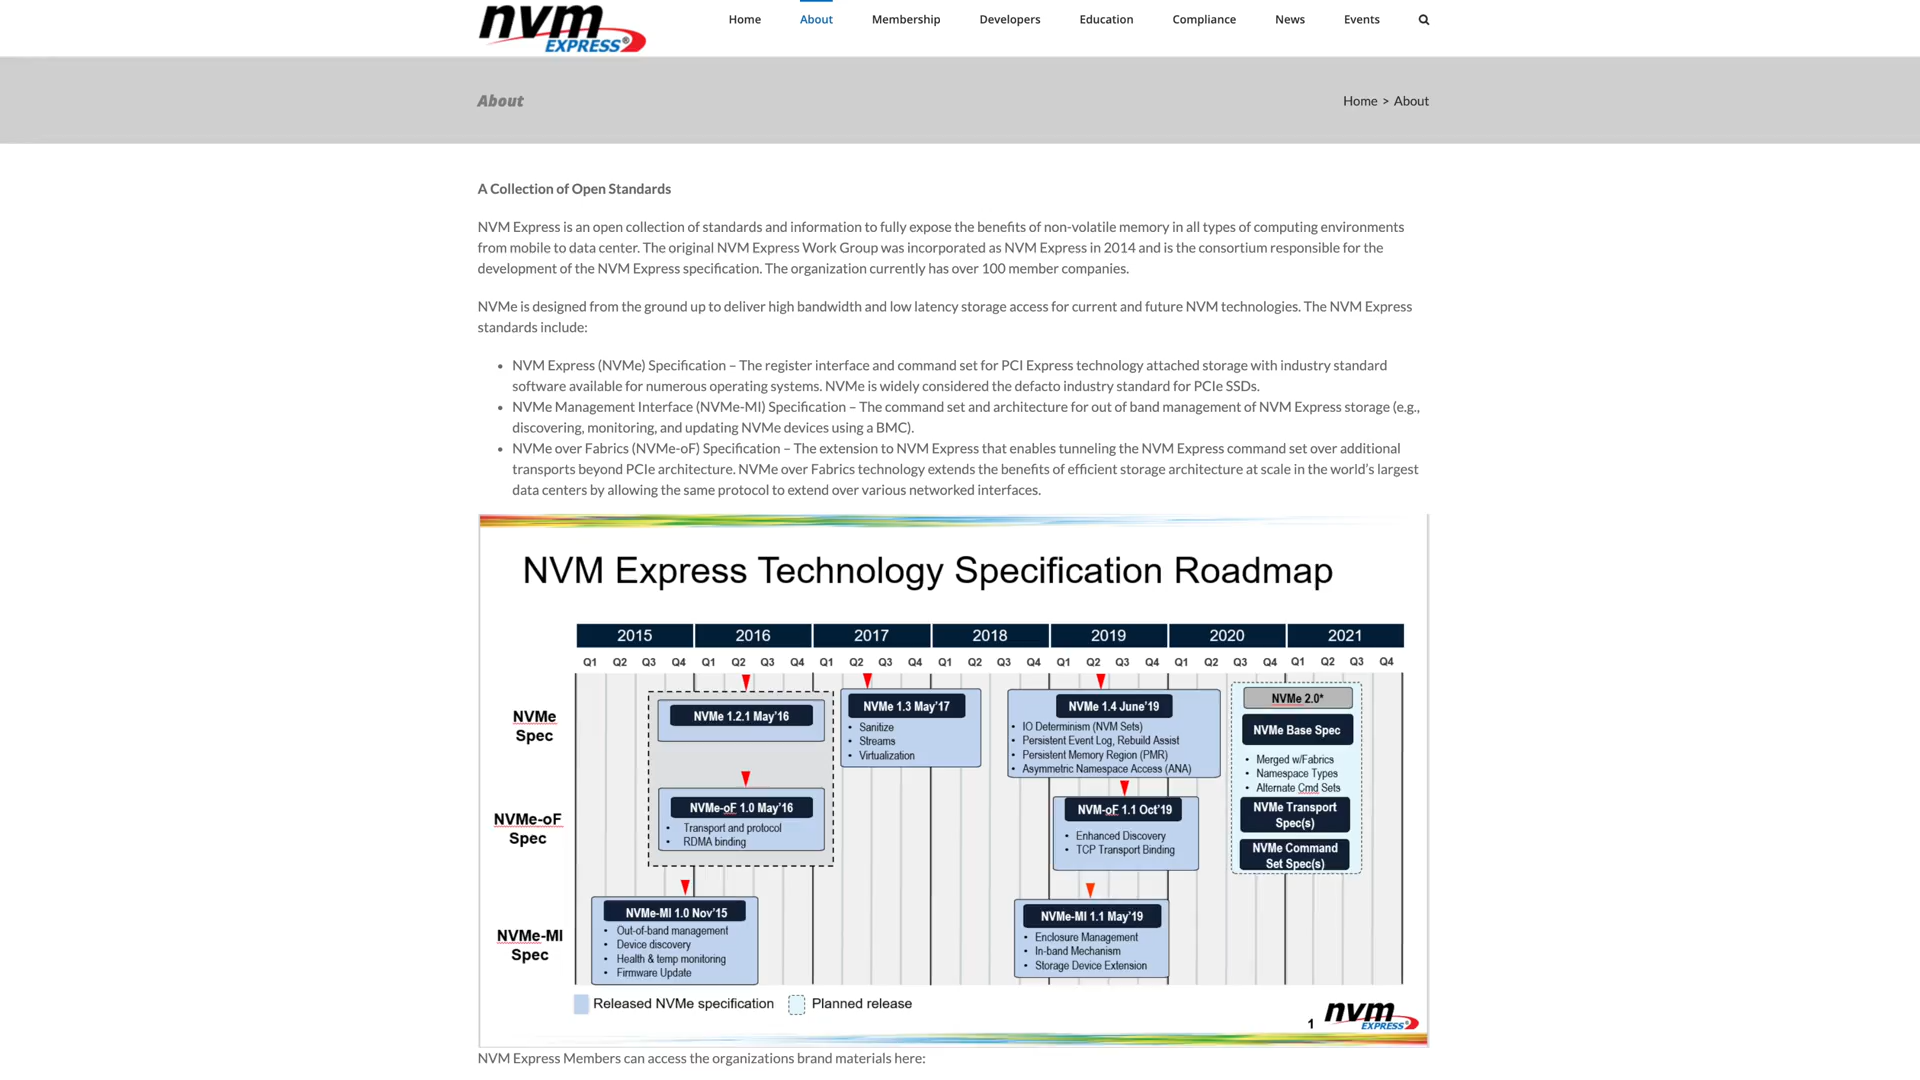 nvm
EXPRESS®
Home About Membership Developers Education Compliance News Events
About
Home > About
A Collection of Open Standards
NVM Express is an open collection of standards and information to fully expose the benefits of non-volatile memory in all types of computing environments
from mobile to data center. The original NVM Express Work Group was incorporated as NVM Express in 2014 and is the consortium responsible for the
development of the NVM Express specification. The organization currently has over 100 member companies.
NVMe is designed from the ground up to deliver high bandwidth and low latency storage access for current and future NVM technologies. The NVM Express
standards include:
• NVM Express (NVMe) Specification – The register interface and command set for PCI Express technology attached storage with industry standard
software available for numerous operating systems. NVMe is widely considered the defacto industry standard for PCIe SSDs.
• NVMe Management Interface (NVMe-MI) Specification – The command set and architecture for out of band management of NVM Express storage (e.g.,
discovering, monitoring, and updating NVMe devices using a BMC).
• NVMe over Fabrics (NVMe-oF) Specification – The extension to NVM Express that enables tunneling the NVM Express command set over additional
transports beyond PCIe architecture. NVMe over Fabrics technology extends the benefits of efficient storage architecture at scale in the world's largest
data centers by allowing the same protocol to extend over various networked interfaces.
NVM Express Technology Specification Roadmap
2015 2016 2017 2018 2019 2020 2021
Q1 Q2 Q3 Q4 Q1 Q2 Q3 Q4 Q1 Q2 Q3 Q4 Q1 Q2 Q3 Q4 Q1 Q2 Q3 Q4 Q1 Q2 Q3 Q4 Q1 Q2 Q3 Q4
NVMe
Spec
NVMe 1.2.1 May'16
NVMe 1.3 May'17
• Sanitize
• Streams
• Virtualization
NVMe 1.4 June'19
• IO Determinism (NVM Sets)
• Persistent Event Log, Rebuild Assist
• Persistent Memory Region (PMR)
• Asymmetric Namespace Access (ANA)
NVMe 2.0*
NVMe Base Spec
• Merged w/Fabrics
• Namespace Types
• Alternate Cmd Sets
NVMe Transport
Spec(s)
NVMe Command
Set Spec(s)
NVMe-oF
Spec
NVMe-oF 1.0 May'16
• Transport and protocol
• RDMA binding
NVM-oF 1.1 Oct'19
• Enhanced Discovery
• TCP Transport Binding
NVMe-MI
Spec
NVMe-MI 1.0 Nov'15
• Out-of-band management
• Device discovery
• Health & temp monitoring
• Firmware Update
NVMe-MI 1.1 May'19
• Enclosure Management
• In-band Mechanism
• Storage Device Extension
Released NVMe specification Planned release
1
nvm
EXPRESS®
NVM Express Members can access the organizations brand materials here: